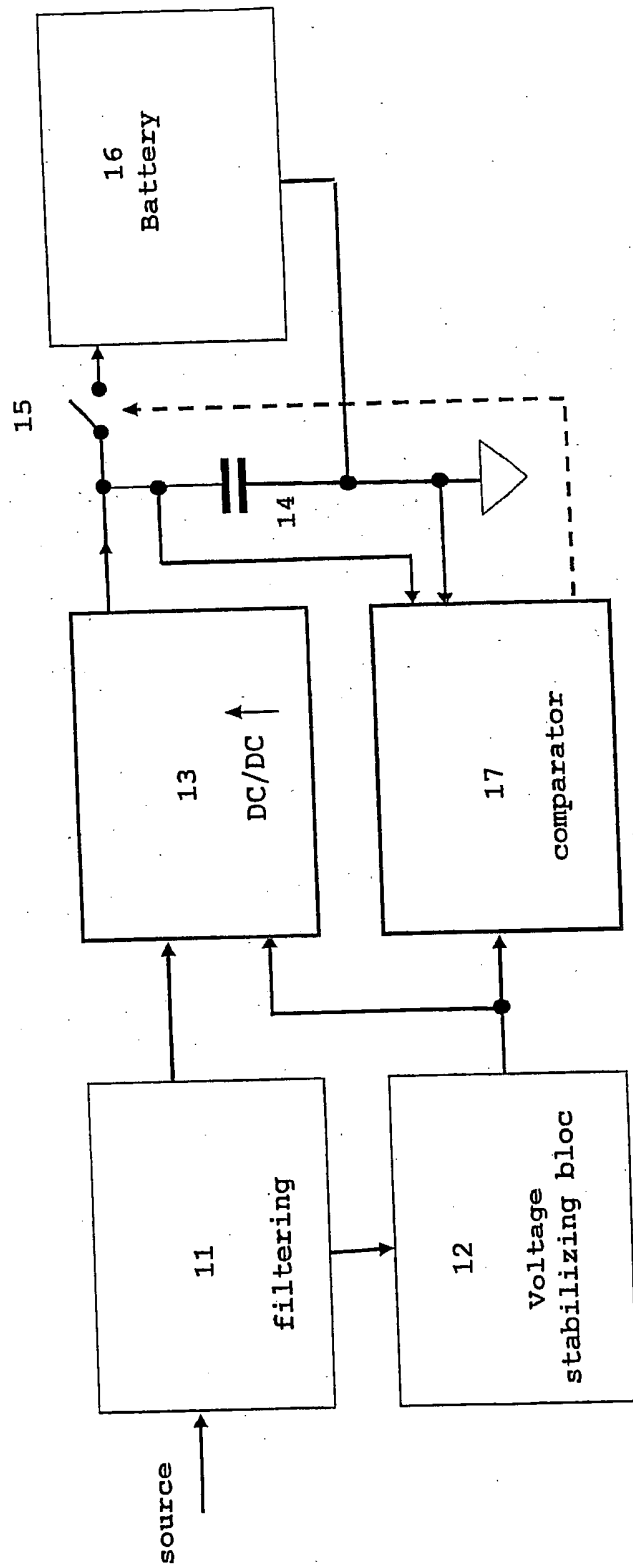 source
11
filtering
12
Voltage
stabilizing bloc
13
DC/DC
17
comparator
14
15
16
Battery